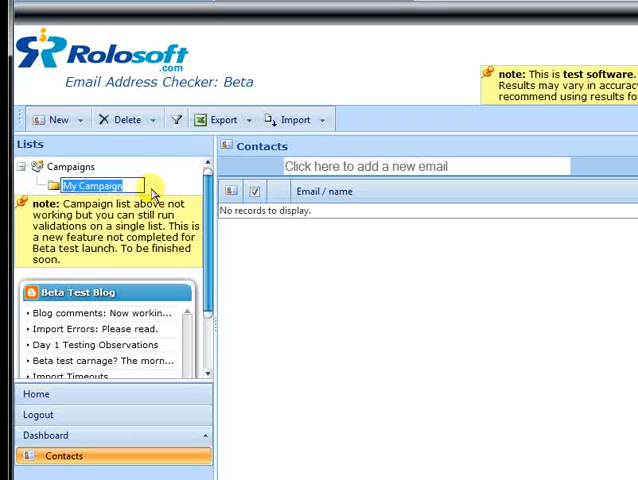 Rolosoft
.com
Email Address Checker: Beta
note: This is test software.
Results may vary in accurac
recommend using results fo
New
Delete
Export
Import
Lists
Contacts
Campaigns
Click here to add a new email
My Campaign
Email / name
No records to display.
note: Campaign list above not
working but you can still run
validations on a single list. This is
a new feature not completed for
Beta test launch. To be finished
soon.
Beta Test Blog
Blog comments: Now workin...
Import Errors: Please read.
Day 1 Testing Observations
Beta test carnage? The morn...
Import Timeouts
Home
Logout
Dashboard
Contacts